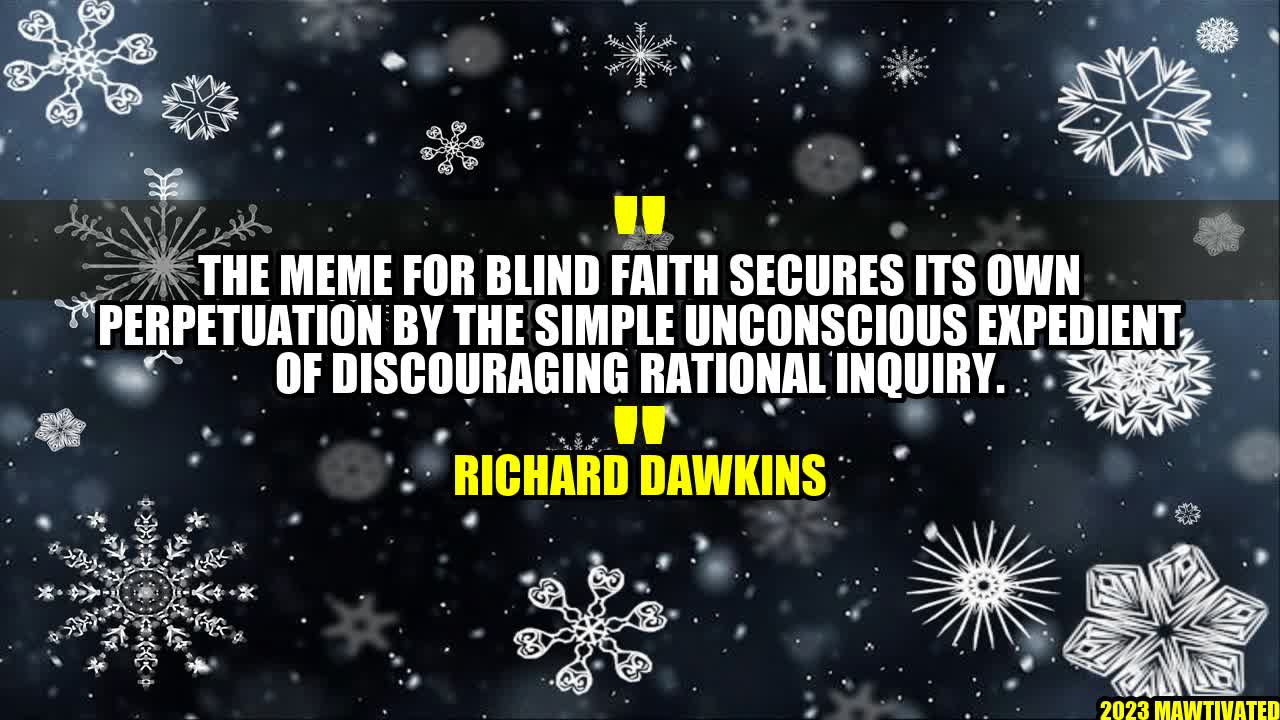 "
THE MEME FOR BLIND FAITH SECURES ITS OWN
PERPETUATION BY THE SIMPLE UNCONSCIOUS EXPEDIENT
OF DISCOURAGING RATIONAL INQUIRY.
"
RICHARD DAWKINS
2023 MAWTIVATED